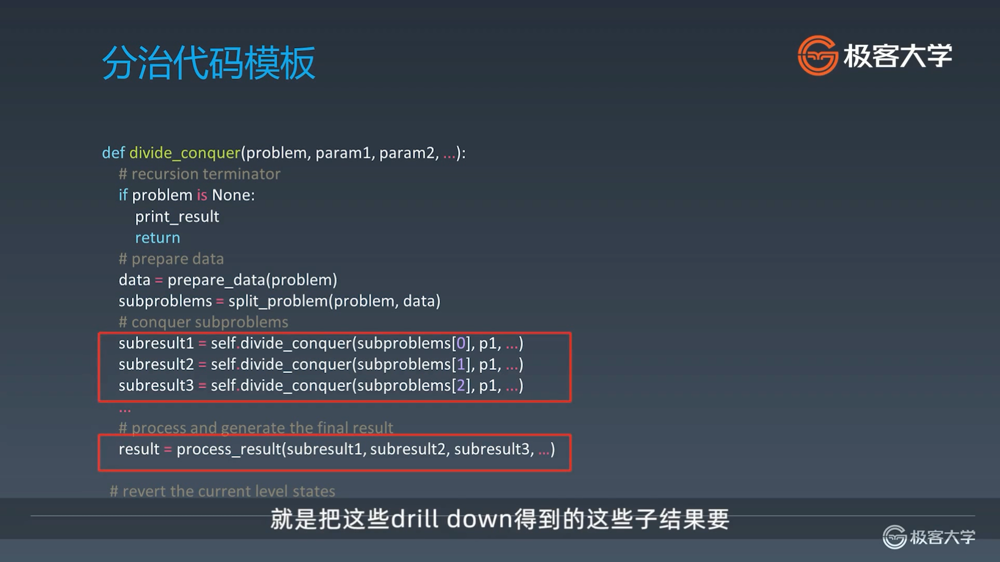 分治代码模板
极客大学
def divide_conquer(problem, param1, param2, ...):
# recursion terminator
if problem is None:
print_result
return
# prepare data
data = prepare_data(problem)
subproblems = split_problem(problem, data)
# conquer subproblems
subresult1 = self.divide_conquer(subproblems[0], p1, ...)
subresult2 = self.divide_conquer(subproblems[1], p1, ...)
subresult3 = self.divide_conquer(subproblems[2], p1, ...)
...
# process and generate the final result
result = process_result(subresult1, subresult2, subresult3, ...)
# revert the current level states
就是把这些drill down得到的这些子结果要
极客大学